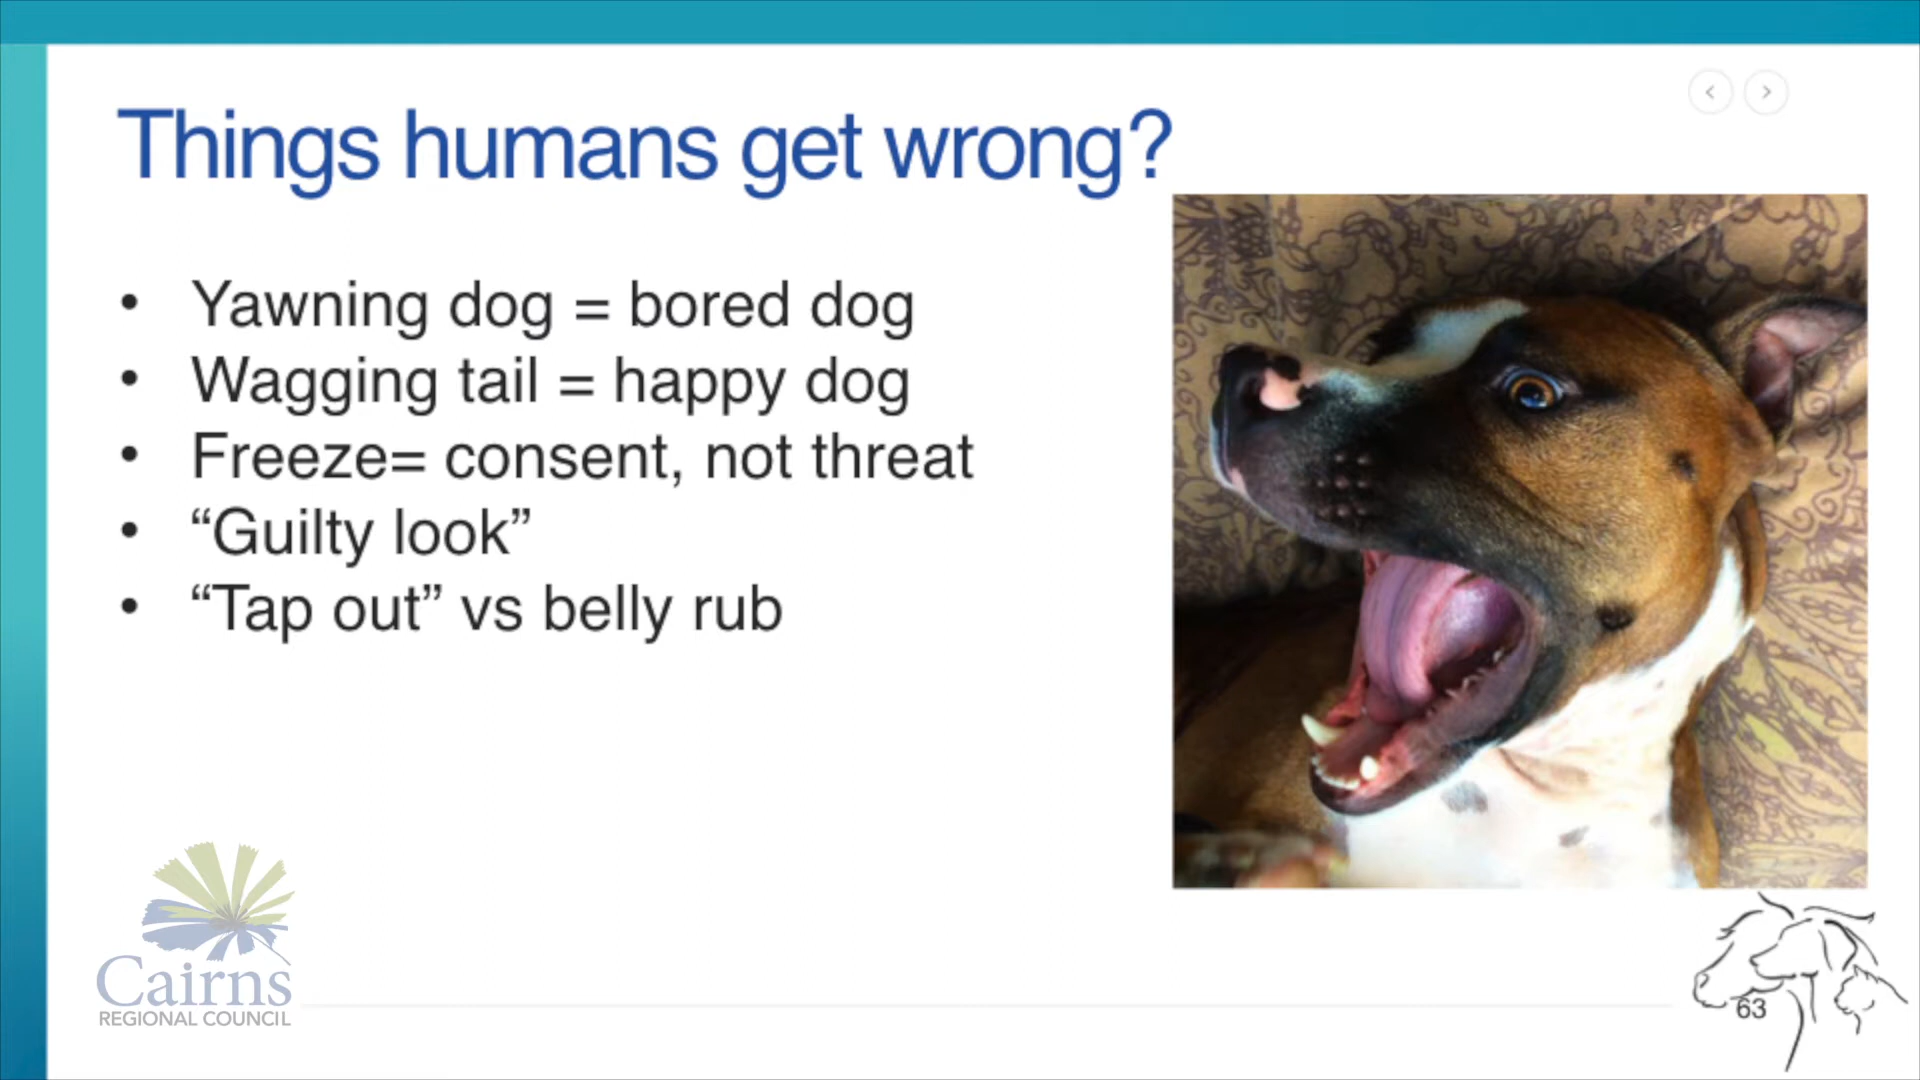 Things humans get wrong?
• Yawning dog = bored dog
• Wagging tail = happy dog
• Freeze= consent, not threat
• “Guilty look”
• “Tap out” vs belly rub
Cairns
REGIONAL COUNCIL
63